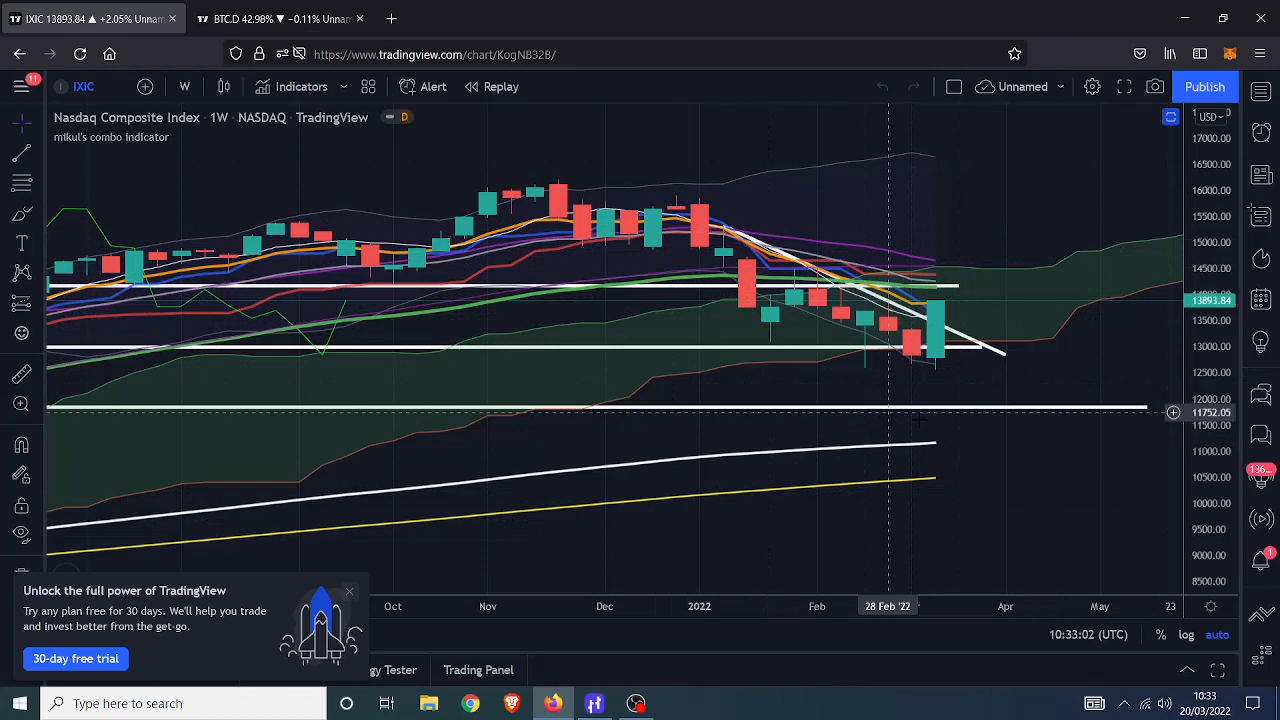 IXIC 13893.84 ▲ +2.05% Unnam
BTC.D 42.98% ▼ −0.11% Unnam
https://www.tradingview.com/chart/KogNB32B/
11
IXIC
W
Indicators
Alert
Replay
Unnamed
Publish
Nasdaq Composite Index · 1W · NASDAQ · TradingView
D
mikul's combo indicator
USD
17000.00
16500.00
16000.00
15500.00
15000.00
14500.00
13893.84
13500.00
13000.00
12500.00
12000.00
11752.05
11500.00
11000.00
10500.00
10000.00
9500.00
9000.00
8500.00
136...
1
Unlock the full power of TradingView
Try any plan free for 30 days. We'll help you trade
and invest better from the get-go.
30-day free trial
Oct
Nov
Dec
2022
Feb
28 Feb '22
Apr
May
23
10:33:02 (UTC)
%
log
auto
gy Tester
Trading Panel
Type here to search
10:33
20/03/2022